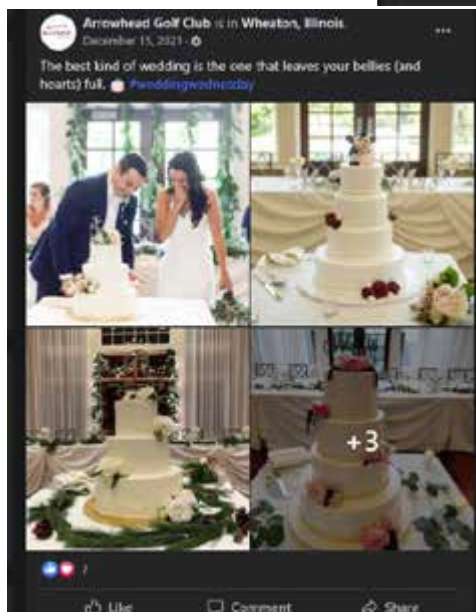 Arrowhead Golf Club is in Wheaton, Illinois.
December 15, 2021
The best kind of wedding is the one that leaves your bellies (and
hearts) full. #weddingwednesday
+3
7
Like Comment Share